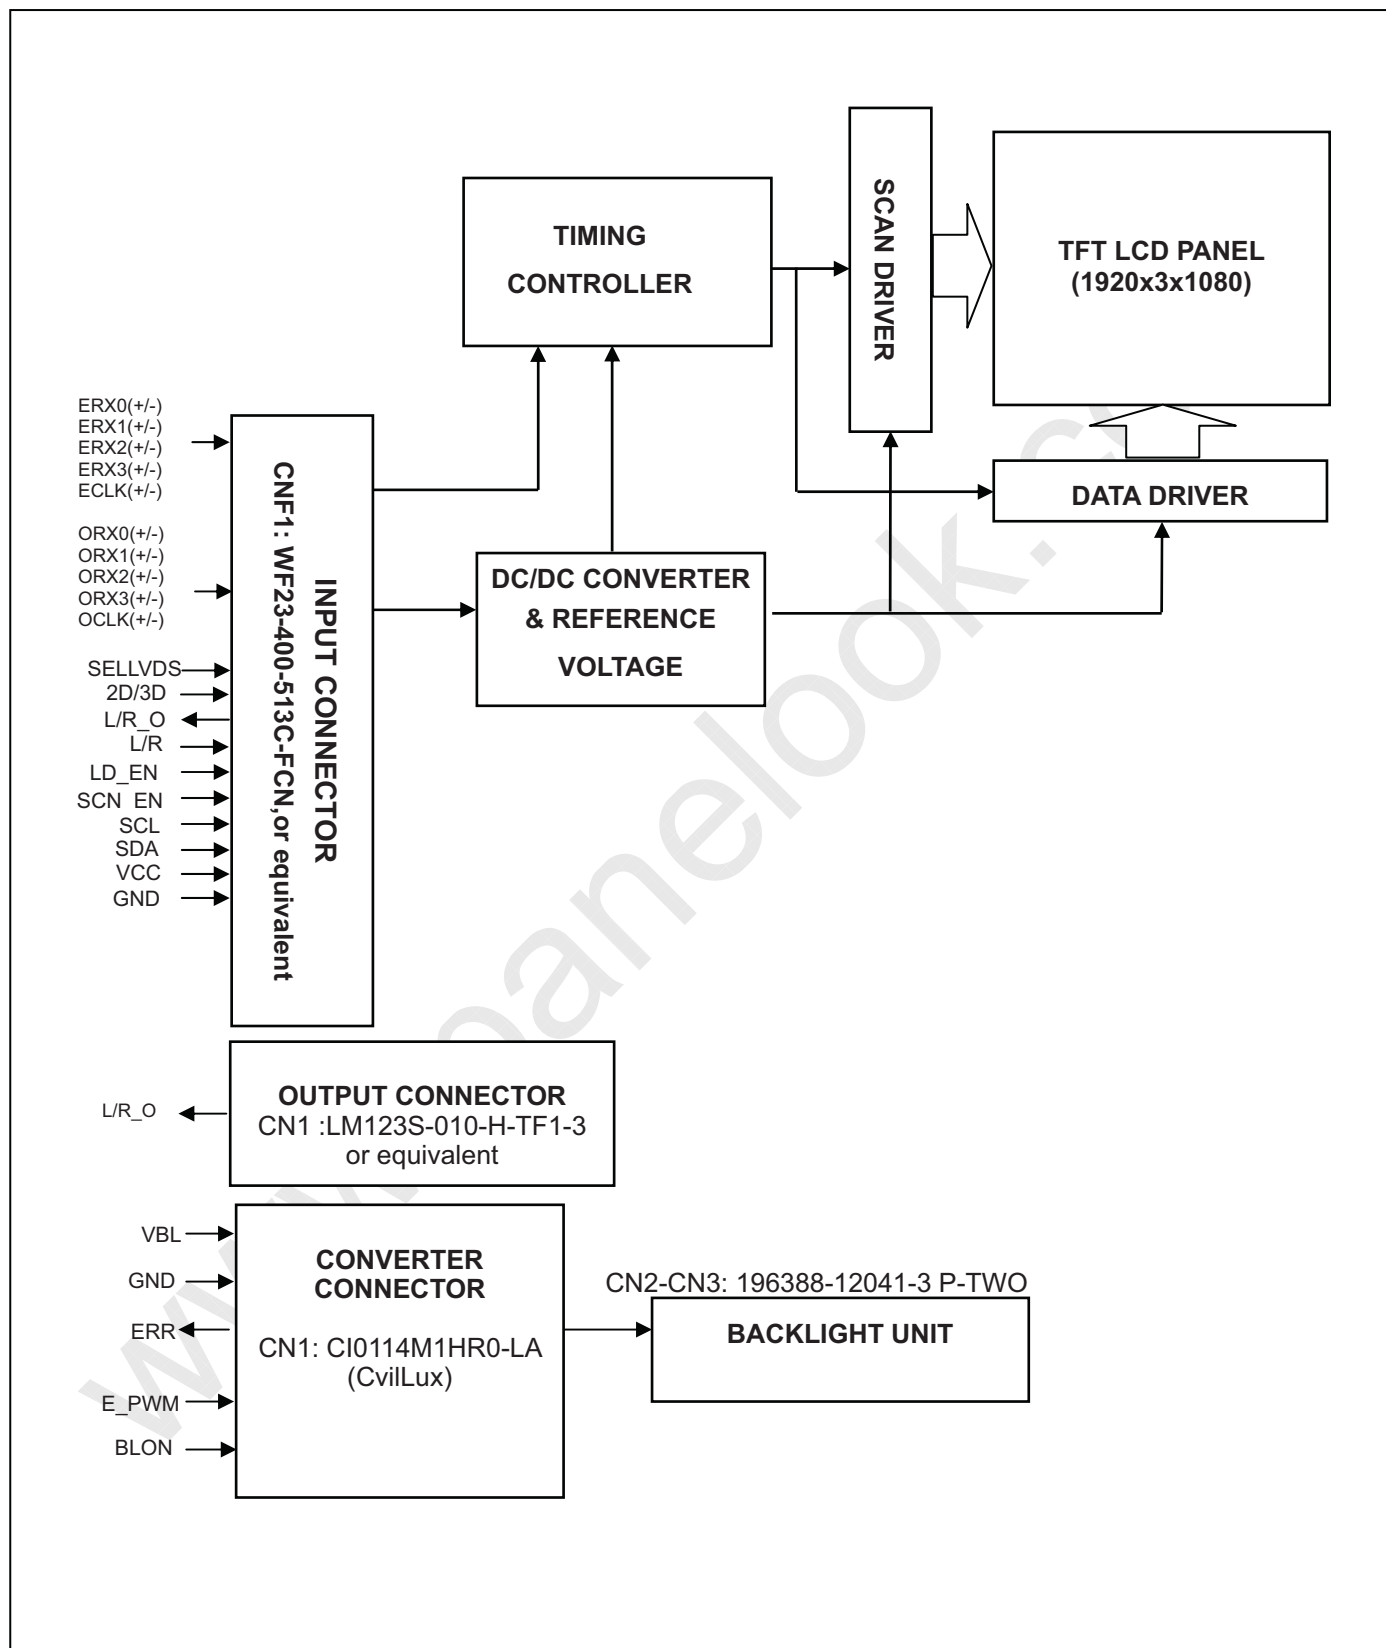 TIMING
CONTROLLER
SCAN DRIVER
TFT LCD PANEL
(1920x3x1080)
DATA DRIVER
ERX0(+/-)
ERX1(+/-)
ERX2(+/-)
ERX3(+/-)
ECLK(+/-)
ORX0(+/-)
ORX1(+/-)
ORX2(+/-)
ORX3(+/-)
OCLK(+/-)
SELLVDS
2D/3D
L/R_O
L/R
LD_EN
SCN_EN
SCL
SDA
VCC
GND
INPUT CONNECTOR
CNF1: WF23-400-513C-FCN,or equivalent
DC/DC CONVERTER
& REFERENCE
VOLTAGE
L/R_O
OUTPUT CONNECTOR
CN1 :LM123S-010-H-TF1-3
or equivalent
VBL
GND
ERR
E_PWM
BLON
CONVERTER
CONNECTOR
CN1: CI0114M1HR0-LA
(CvilLux)
CN2-CN3: 196388-12041-3 P-TWO
BACKLIGHT UNIT